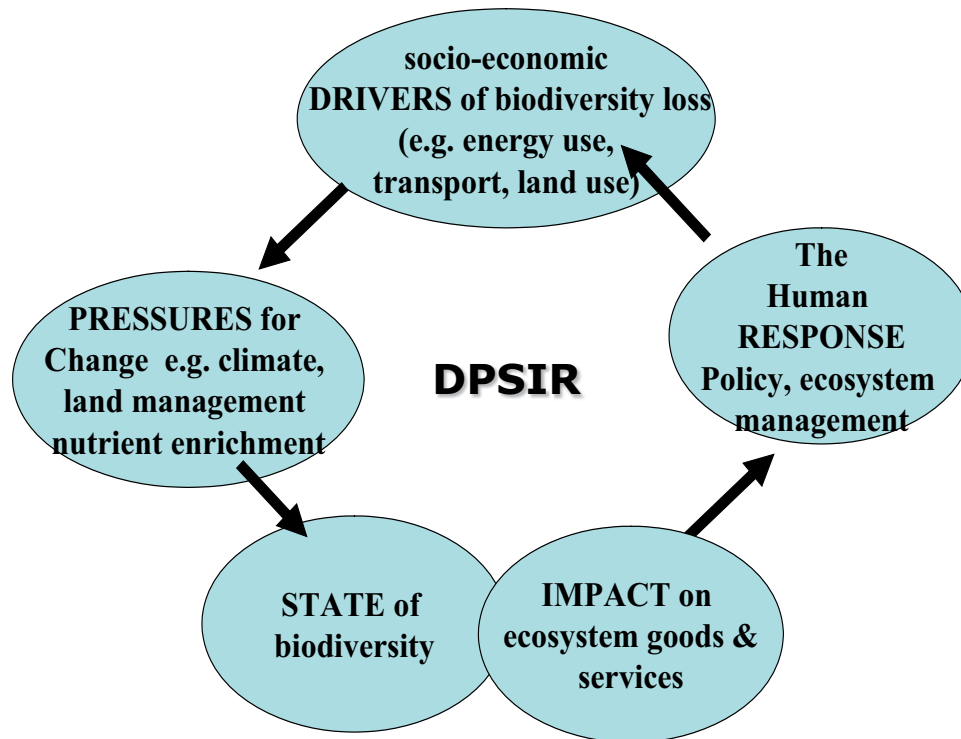 socio-economic
DRIVERS of biodiversity loss
(e.g. energy use,
transport, land use)
PRESSURES for
Change e.g. climate,
land management
nutrient enrichment
DPSIR
The
Human
RESPONSE
Policy, ecosystem
management
STATE of
biodiversity
IMPACT on
ecosystem goods &
services